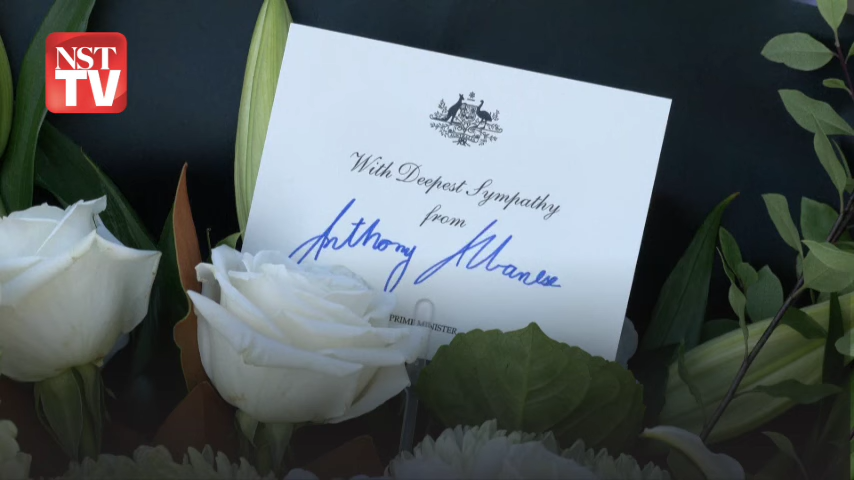 NST
TV
With Deepest Sympathy
from
Anthony Albanese
PRIME MINISTER